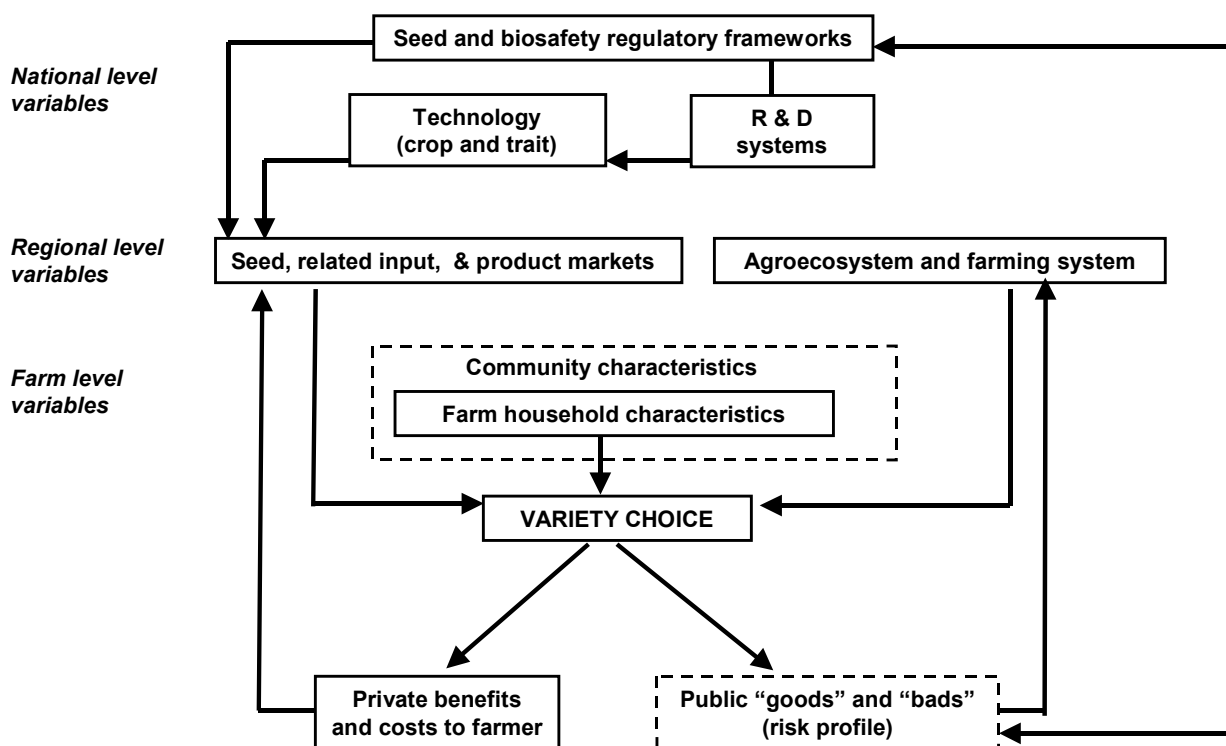 Seed and biosafety regulatory frameworks
National level
variables
Technology
(crop and trait)
R & D
systems
Regional level
variables
Seed, related input, & product markets
Agroecosystem and farming system
Farm level
variables
Community characteristics
Farm household characteristics
VARIETY CHOICE
Private benefits
and costs to farmer
Public “goods” and “bads”
(risk profile)